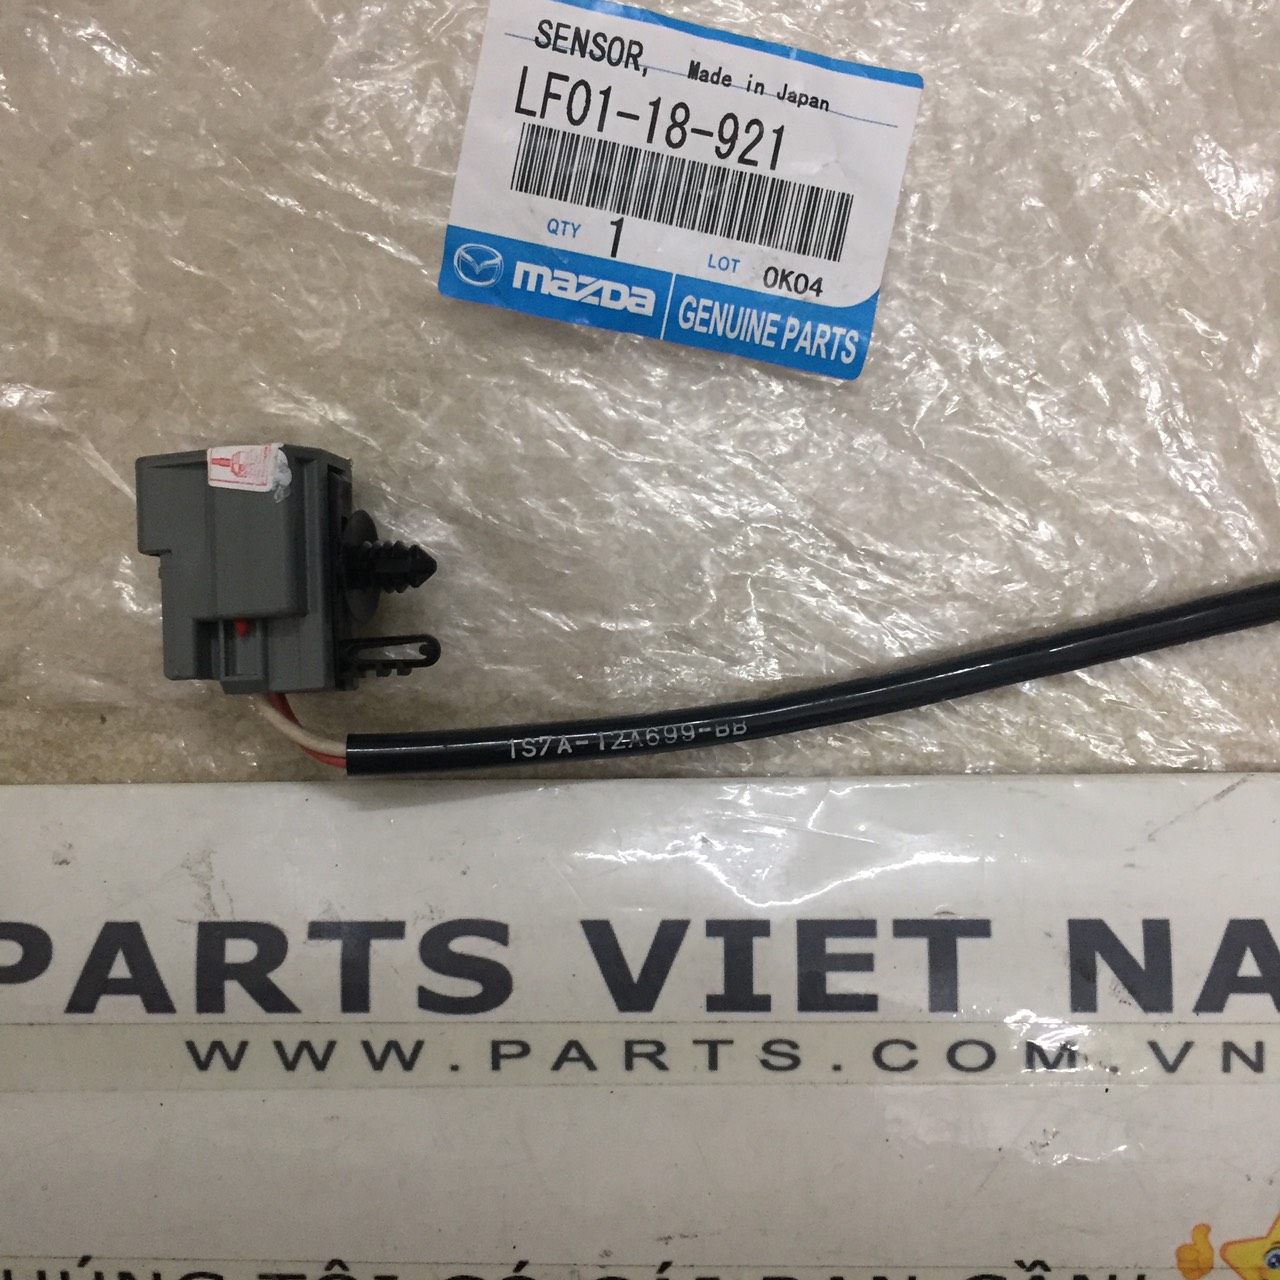 SENSOR, Made in Japan
LF01-18-921
QTY 1 LOT 0K04
mazda GENUINE PARTS
1S7A-12A699-BB
PARTS VIET NA
WWW.PARTS.COM.VN